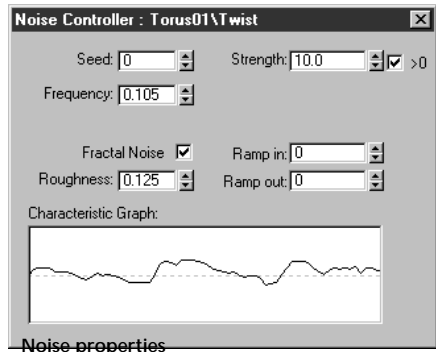 Noise Controller : Torus01\Twist
Seed: 0 Strength: 10.0 >0
Frequency: 0.105
Fractal Noise Ramp in: 0
Roughness: 0.125 Ramp out: 0
Characteristic Graph:
Noise properties